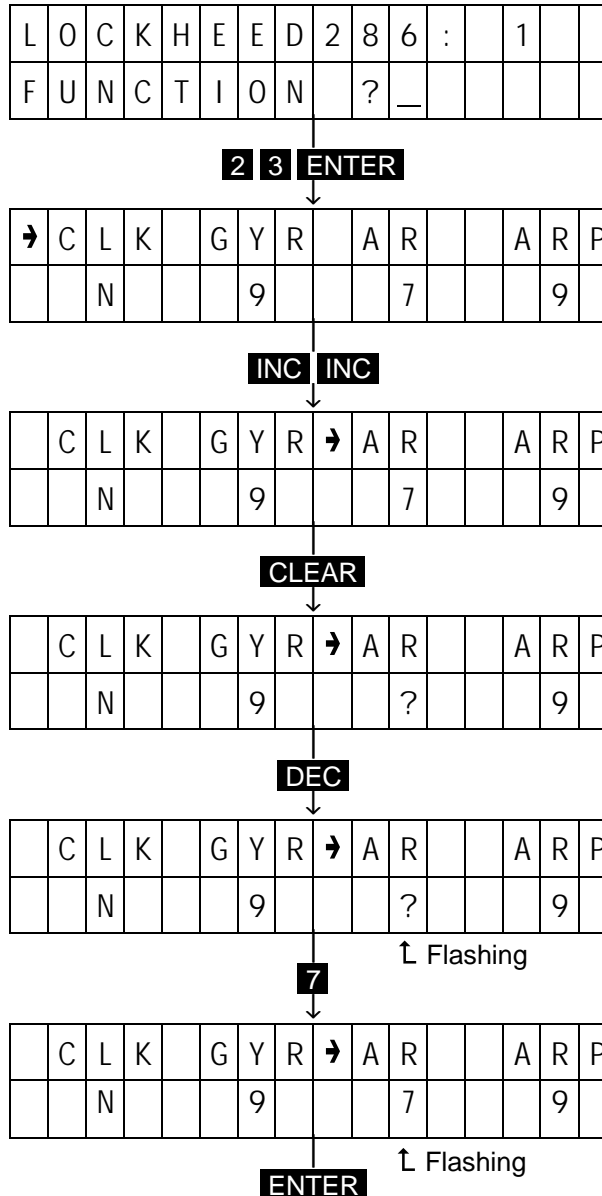 LOCKHEED286: 1
FUNCTION ?_
2 3 ENTER
CLK GYR AR ARP
N 9 7 9
INC INC
CLK GYR➔AR ARP
N 9 7 9
CLEAR
CLK GYR➔AR ARP
N 9 ? 9
DEC
CLK GYR➔AR ARP
N 9 ? 9
Flashing
7
CLK GYR➔AR ARP
N 9 7 9
Flashing
ENTER